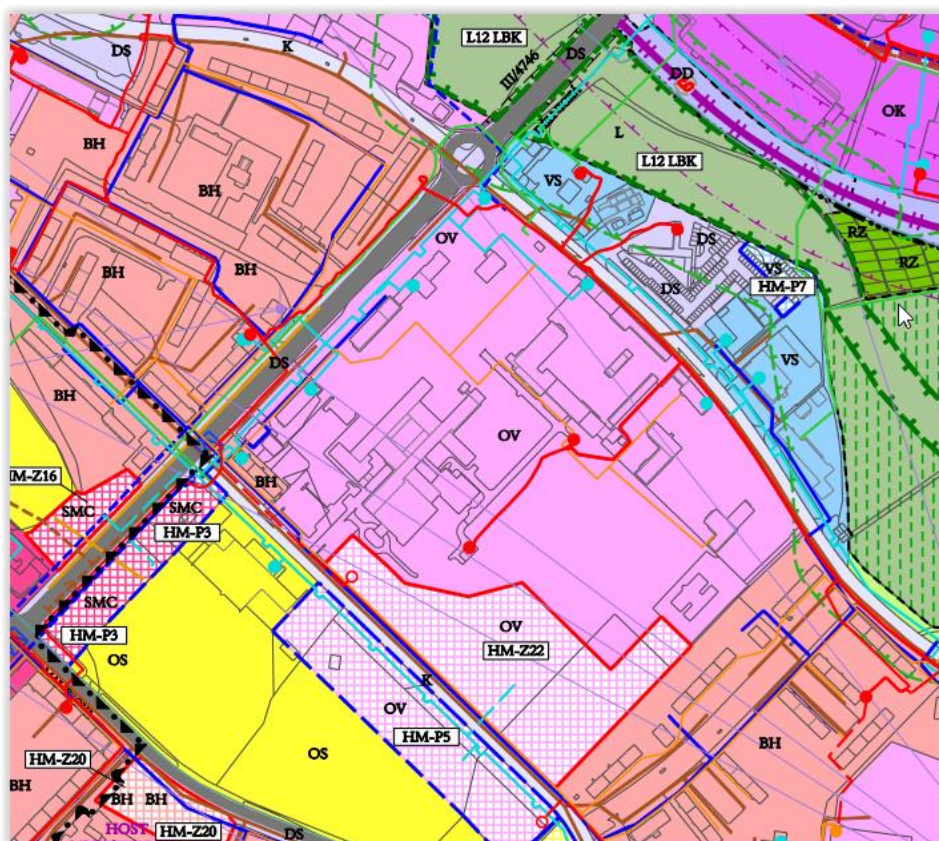 L12 LBK
K
DS
III/4746
DS
DD
OK
BH
L
L12 LBK
VS
BH
RZ
OV
DS
VS
RZ
BH
BH
DS
HM-P7
DS
VS
BH
OV
BH
HM-Z16
SMC
SMC
HM-P3
SMC
OV
HM-P3
HM-Z22
OS
K
OV
HM-P5
BH
OS
HM-Z20
BH
BH
BH
HOST
HM-Z20
DS